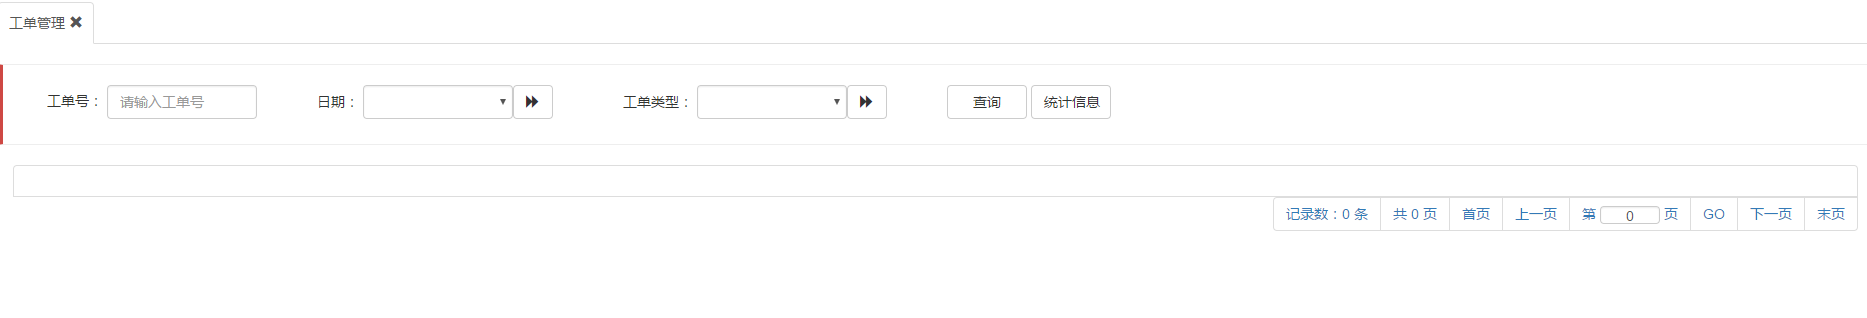 工单管理
工单号： 请输入工单号 日期： 工单类型： 查询 统计信息
记录数：0 条 共 0 页 首页 上一页 第 0 页 GO 下一页 末页